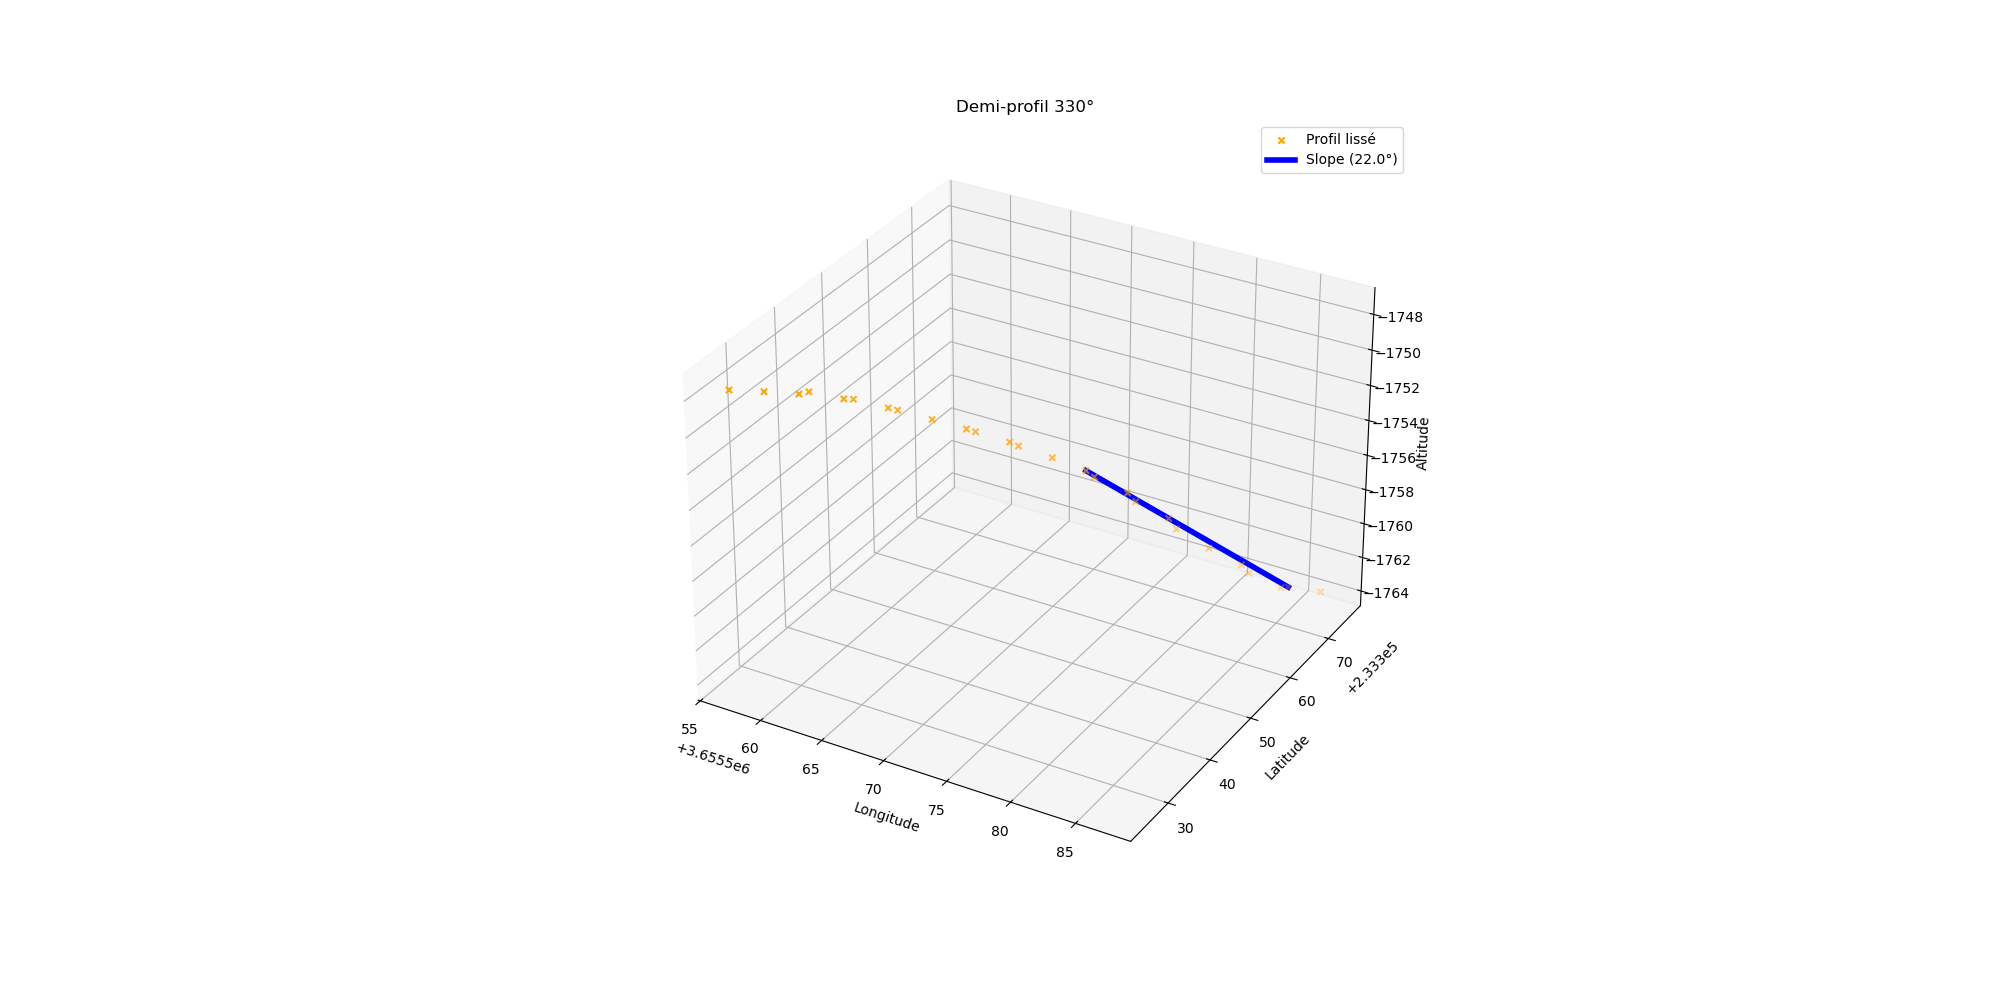 Demi-profil 330°
Profil lissé
Slope (22.0°)
−1748
−1750
−1752
−1754
−1756
−1758
−1760
−1762
−1764
Altitude
70
60
50
40
30
+2.333e5
Latitude
55
60
65
70
75
80
85
+3.6555e6
Longitude